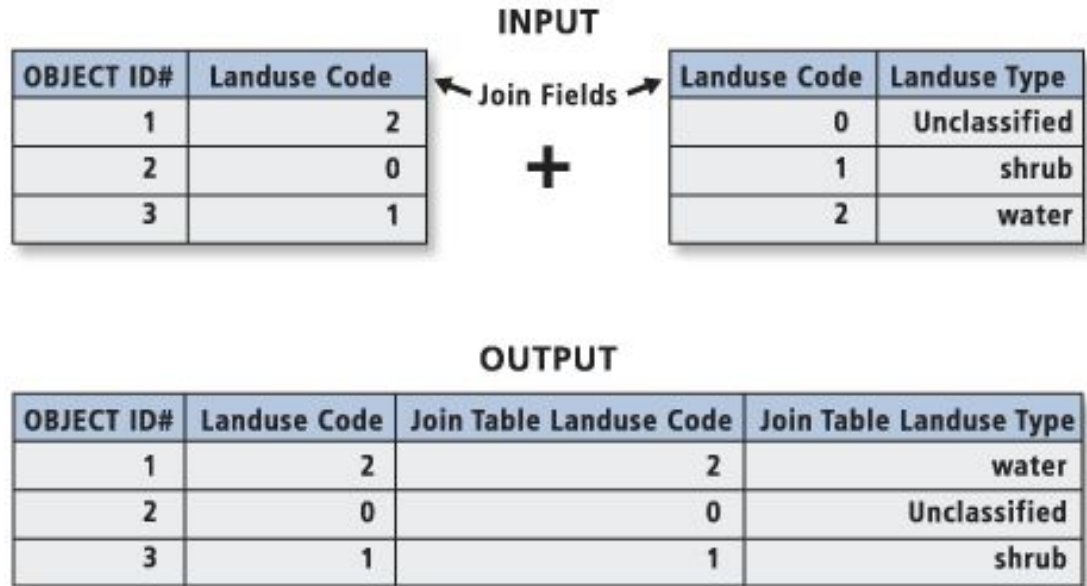 INPUT
OBJECT ID# Landuse Code
1 2
2 0
3 1
Join Fields
+
Landuse Code Landuse Type
0 Unclassified
1 shrub
2 water
OUTPUT
OBJECT ID# Landuse Code Join Table Landuse Code Join Table Landuse Type
1 2 2 water
2 0 0 Unclassified
3 1 1 shrub